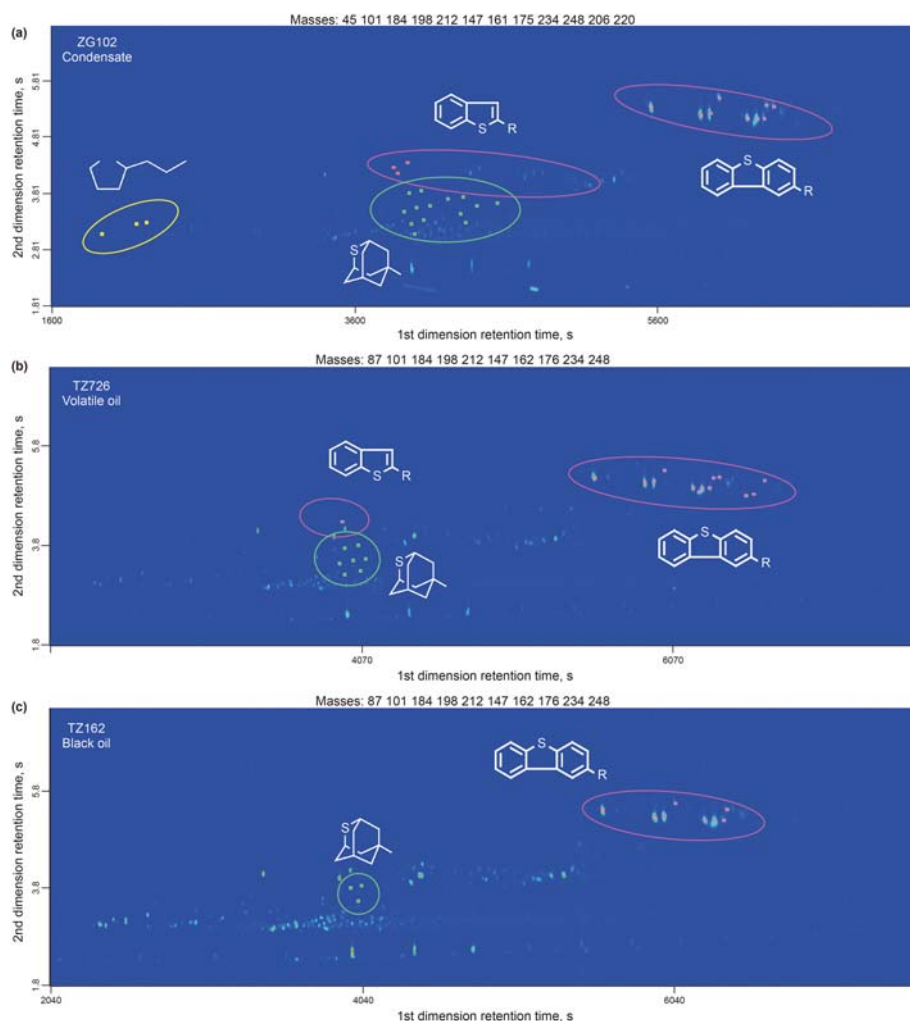 Masses: 45 101 184 198 212 147 161 175 234 248 206 220
(a)
ZG102
Condensate
2nd dimension retention time, s
5.81
4.81
3.81
2.81
1.81
S
R
S
R
S
1600
3600
5600
1st dimension retention time, s
Masses: 87 101 184 198 212 147 162 176 234 248
(b)
TZ726
Volatile oil
2nd dimension retention time, s
5.8
3.8
1.8
S
R
S
S
R
4070
6070
1st dimension retention time, s
Masses: 87 101 184 198 212 147 162 176 234 248
(c)
TZ162
Black oil
2nd dimension retention time, s
5.8
3.8
1.8
S
R
S
2040
4040
6040
1st dimension retention time, s